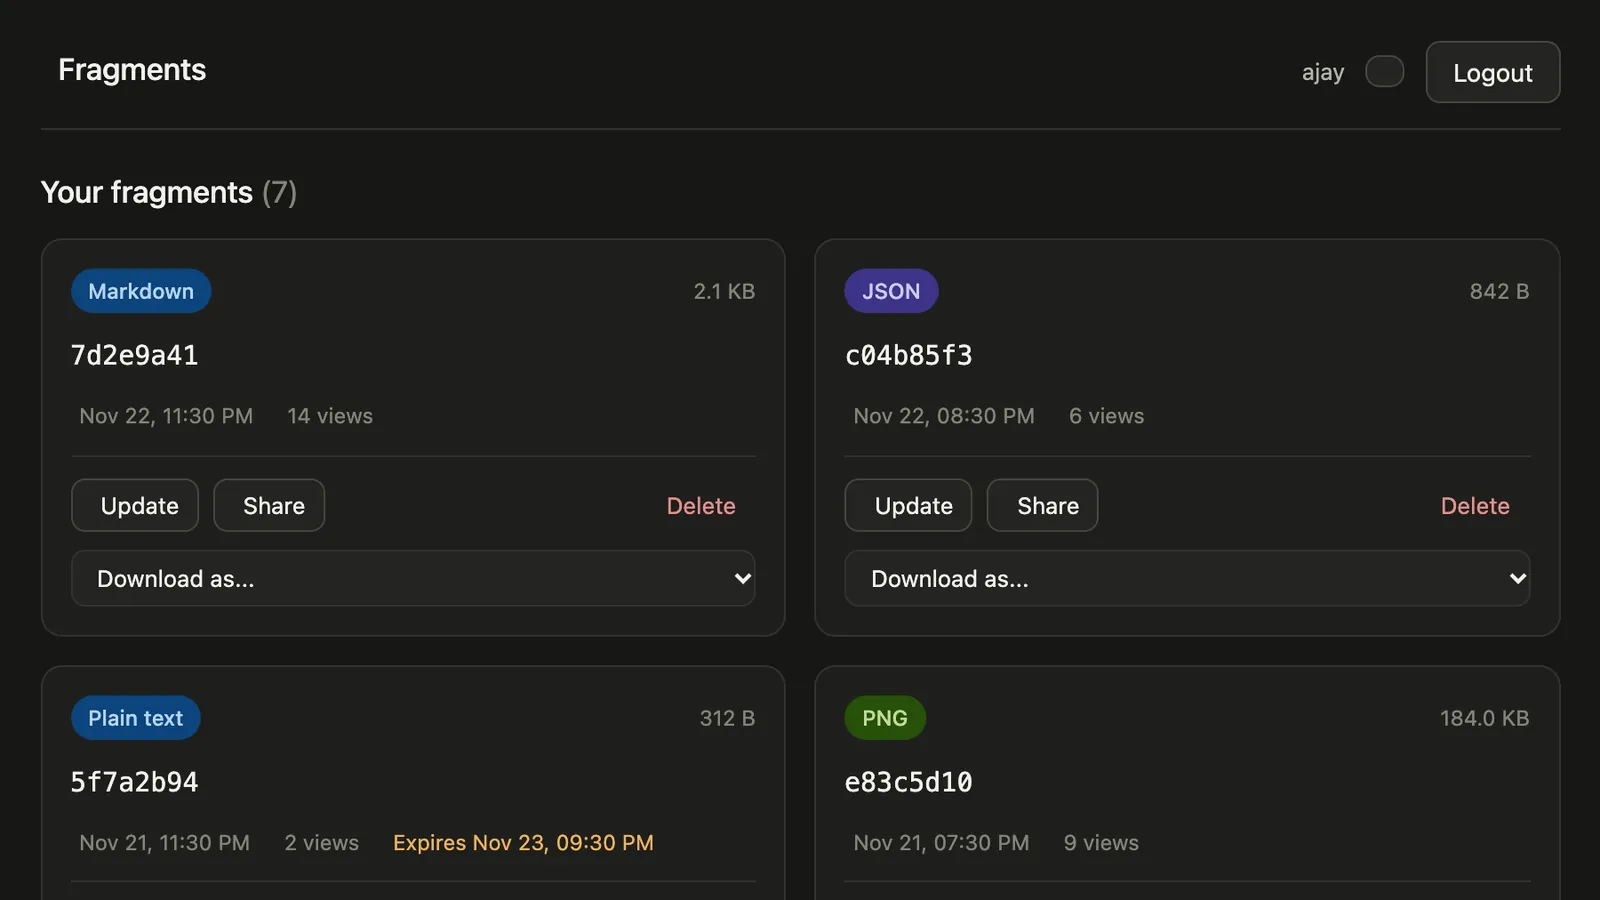 Fragments
ajay
Logout
Your fragments (7)
Markdown
2.1 KB
7d2e9a41
Nov 22, 11:30 PM 14 views
Update Share Delete
Download as...
JSON
842 B
c04b85f3
Nov 22, 08:30 PM 6 views
Update Share Delete
Download as...
Plain text
312 B
5f7a2b94
Nov 21, 11:30 PM 2 views Expires Nov 23, 09:30 PM
PNG
184.0 KB
e83c5d10
Nov 21, 07:30 PM 9 views